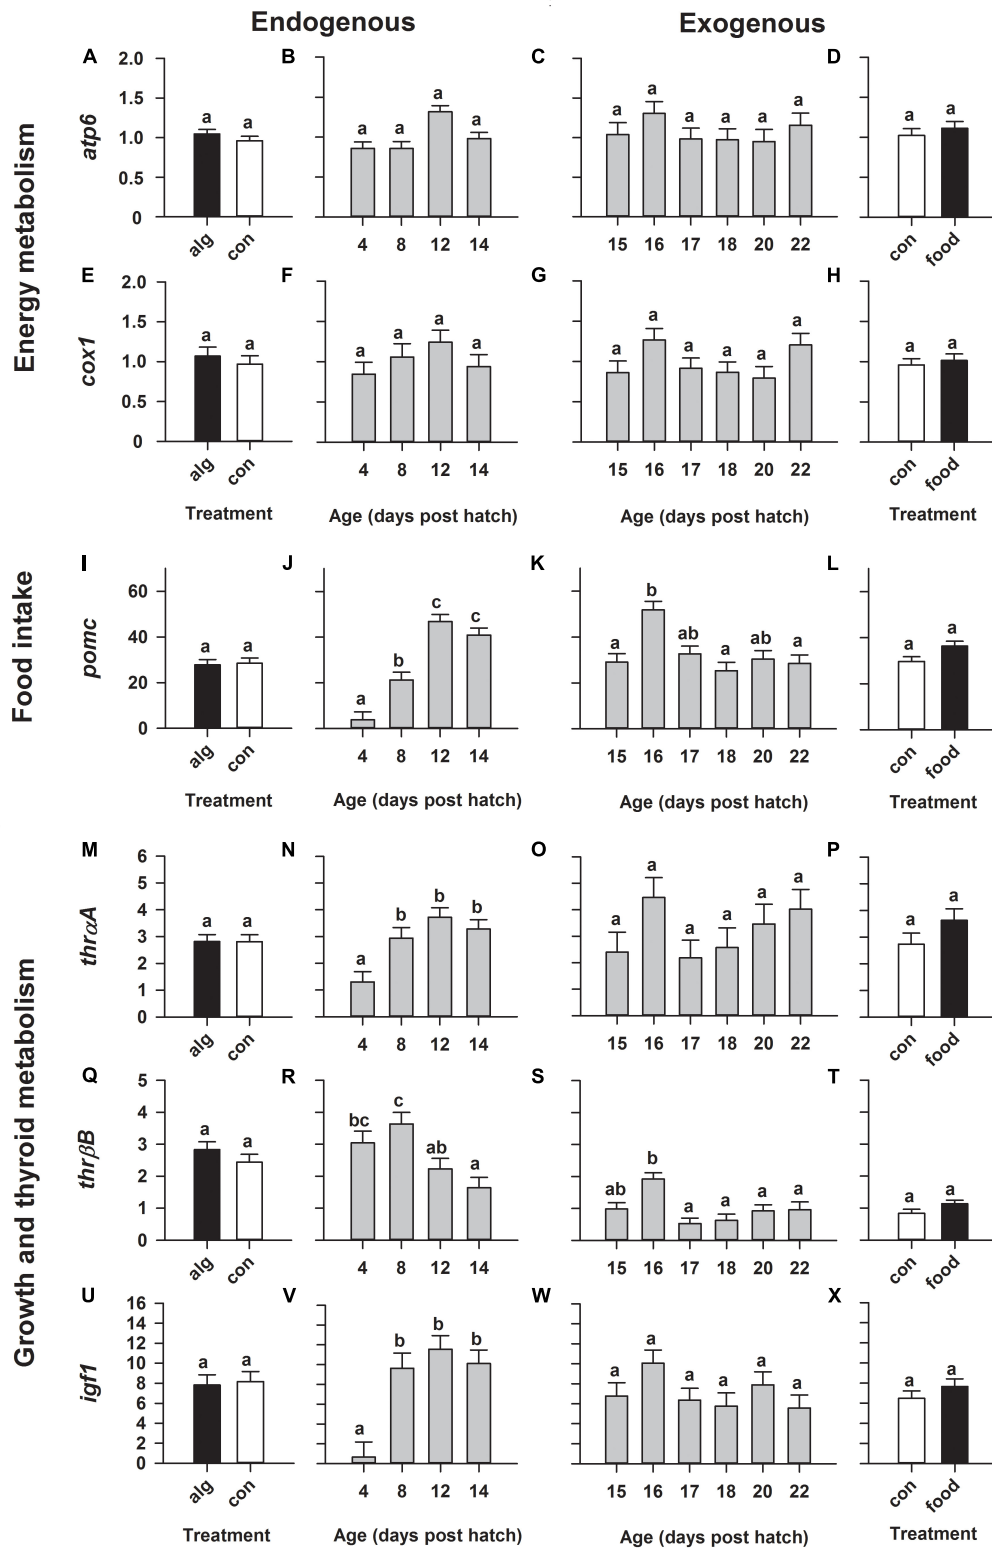 Endogenous Exogenous
Energy metabolism
A B C D
atp6
2.0
1.5
1.0
0.5
0
a a
a a a a
a a a a a a
a a
alg con 4 8 12 14 15 16 17 18 20 22 con food
E F G H
cox1
2.0
1.5
1.0
0.5
0
a a
a a a a
a a a a a a
a a
alg con 4 8 12 14 15 16 17 18 20 22 con food
Treatment Age (days post hatch) Age (days post hatch) Treatment
Food intake
I J K L
pomc
60
40
20
0
a a
a b c c
a b ab a ab a
a a
alg con 4 8 12 14 15 16 17 18 20 22 con food
Treatment Age (days post hatch) Age (days post hatch) Treatment
Growth and thyroid metabolism
M N O P
thrαA
6
5
4
3
2
1
0
a a
a b b b
a a a a a a
a a
alg con 4 8 12 14 15 16 17 18 20 22 con food
Q R S T
thrβB
5
4
3
2
1
0
a a
bc c ab a
ab b a a a a
a a
alg con 4 8 12 14 15 16 17 18 20 22 con food
U V W X
igf1
16
14
12
10
8
6
4
2
0
a a
a b b b
a a a a a a
a a
alg con 4 8 12 14 15 16 17 18 20 22 con food
Treatment Age (days post hatch) Age (days post hatch) Treatment